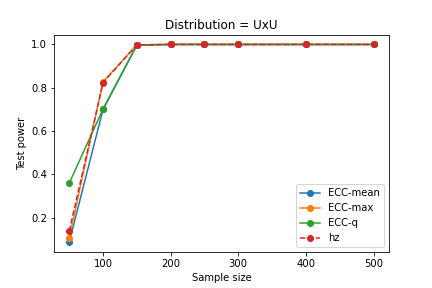 Distribution = UxU
Test power
1.0
0.8
0.6
0.4
0.2
ECC-mean
ECC-max
ECC-q
hz
100
200
300
400
500
Sample size